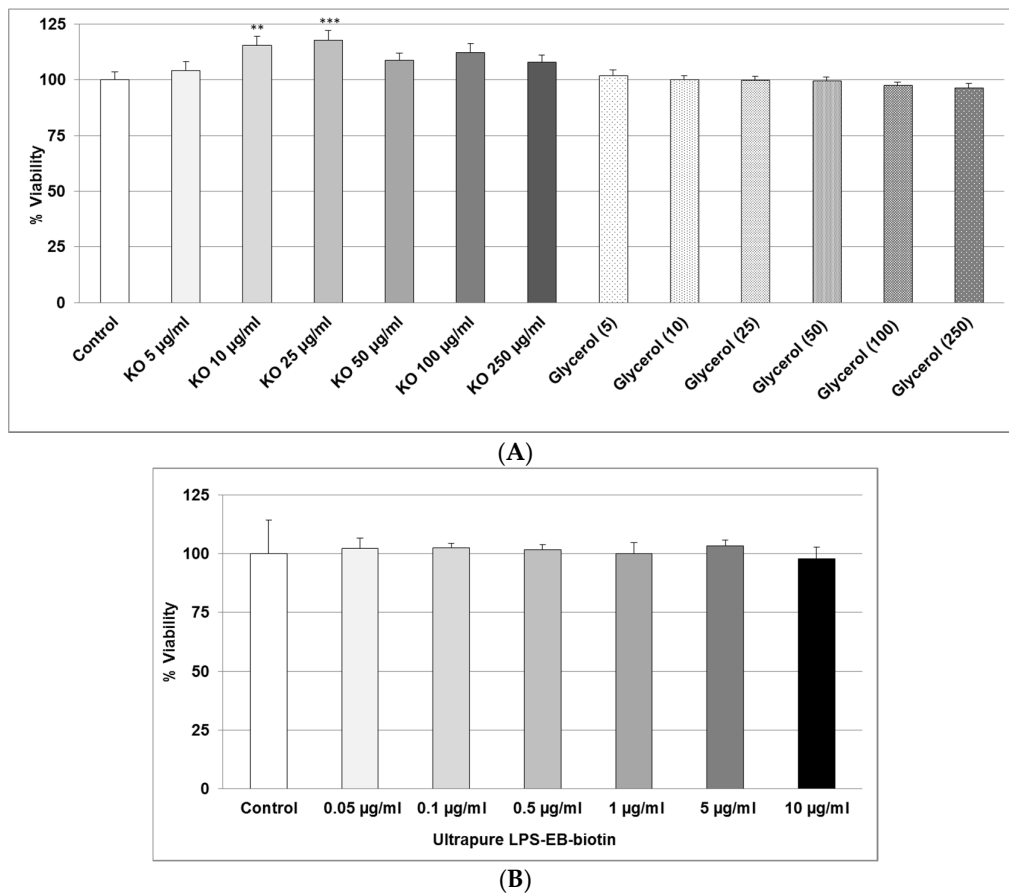 ** ***
125
100
75
50
25
0
% Viability
Control
KO 5 µg/ml
KO 10 µg/ml
KO 25 µg/ml
KO 50 µg/ml
KO 100 µg/ml
KO 250 µg/ml
Glycerol (5)
Glycerol (10)
Glycerol (25)
Glycerol (50)
Glycerol (100)
Glycerol (250)
(A)
125
100
75
50
25
0
% Viability
Control 0.05 µg/ml 0.1 µg/ml 0.5 µg/ml 1 µg/ml 5 µg/ml 10 µg/ml
Ultrapure LPS-EB-biotin
(B)